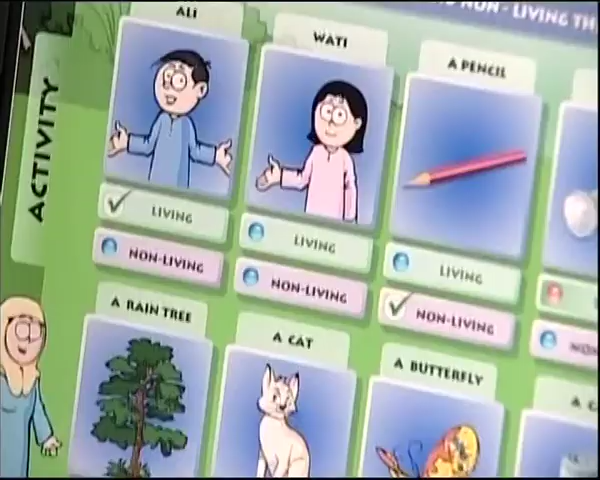 NON - LIVING TH
ALI
WATI
A PENCIL
ACTIVITY
LIVING
LIVING
LIVING
NON-LIVING
NON-LIVING
NON-LIVING
A RAIN TREE
A CAT
A BUTTERFLY